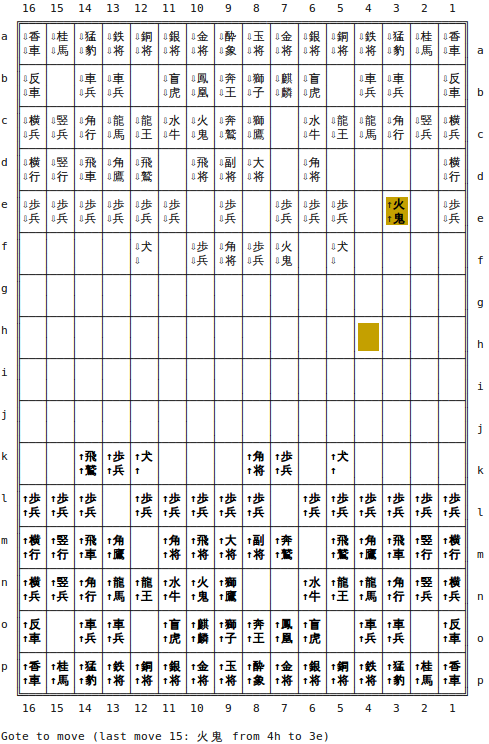 16 15 14 13 12 11 10 9 8 7 6 5 4 3 2 1
a ⇩香 ⇩桂 ⇩猛 ⇩鉄 ⇩銅 ⇩銀 ⇩金 ⇩酔 ⇩玉 ⇩金 ⇩銀 ⇩銅 ⇩鉄 ⇩猛 ⇩桂 ⇩香
⇩車 ⇩馬 ⇩豹 ⇩将 ⇩将 ⇩将 ⇩将 ⇩象 ⇩将 ⇩将 ⇩将 ⇩将 ⇩将 ⇩豹 ⇩馬 ⇩車 a
b ⇩反 ⇩車 ⇩車 ⇩盲 ⇩鳳 ⇩奔 ⇩獅 ⇩麒 ⇩盲 ⇩車 ⇩車 ⇩反
⇩車 ⇩兵 ⇩兵 ⇩虎 ⇩凰 ⇩王 ⇩子 ⇩麟 ⇩虎 ⇩兵 ⇩兵 ⇩車 b
c ⇩横 ⇩竪 ⇩角 ⇩龍 ⇩龍 ⇩水 ⇩火 ⇩奔 ⇩獅 ⇩水 ⇩龍 ⇩龍 ⇩角 ⇩竪 ⇩横
⇩兵 ⇩兵 ⇩行 ⇩馬 ⇩王 ⇩牛 ⇩鬼 ⇩鷲 ⇩鷹 ⇩牛 ⇩王 ⇩馬 ⇩行 ⇩兵 ⇩兵 c
d ⇩横 ⇩竪 ⇩飛 ⇩角 ⇩飛 ⇩飛 ⇩副 ⇩大 ⇩角 ⇩横
⇩行 ⇩行 ⇩車 ⇩鷹 ⇩鷲 ⇩将 ⇩将 ⇩将 ⇩将 ⇩行 d
e ⇩歩 ⇩歩 ⇩歩 ⇩歩 ⇩歩 ⇩歩 ⇩歩 ⇩歩 ⇩歩 ⇩歩 ↑火 ⇩歩
⇩兵 ⇩兵 ⇩兵 ⇩兵 ⇩兵 ⇩兵 ⇩兵 ⇩兵 ⇩兵 ⇩兵 ↑鬼 ⇩兵 e
f ⇩犬 ⇩歩 ⇩角 ⇩歩 ⇩火 ⇩犬
⇩ ⇩兵 ⇩将 ⇩兵 ⇩鬼 ⇩ f
g
g
h
h
i
i
j
j
k ↑飛 ↑歩 ↑犬 ↑角 ↑歩 ↑犬
↑鷲 ↑兵 ↑ ↑将 ↑兵 ↑ k
l ↑歩 ↑歩 ↑歩 ↑歩 ↑歩 ↑歩 ↑歩 ↑歩 ↑歩 ↑歩 ↑歩 ↑歩 ↑歩 ↑歩
↑兵 ↑兵 ↑兵 ↑兵 ↑兵 ↑兵 ↑兵 ↑兵 ↑兵 ↑兵 ↑兵 ↑兵 ↑兵 ↑兵 l
m ↑横 ↑竪 ↑飛 ↑角 ↑角 ↑飛 ↑大 ↑副 ↑奔 ↑飛 ↑角 ↑飛 ↑竪 ↑横
↑行 ↑行 ↑車 ↑鷹 ↑将 ↑将 ↑将 ↑将 ↑鷲 ↑鷲 ↑鷹 ↑車 ↑行 ↑行 m
n ↑横 ↑竪 ↑角 ↑龍 ↑龍 ↑水 ↑火 ↑獅 ↑水 ↑龍 ↑龍 ↑角 ↑竪 ↑横
↑兵 ↑兵 ↑行 ↑馬 ↑王 ↑牛 ↑鬼 ↑鷹 ↑牛 ↑王 ↑馬 ↑行 ↑兵 ↑兵 n
o ↑反 ↑車 ↑車 ↑盲 ↑麒 ↑獅 ↑奔 ↑鳳 ↑盲 ↑車 ↑車 ↑反
↑車 ↑兵 ↑兵 ↑虎 ↑麟 ↑子 ↑王 ↑凰 ↑虎 ↑兵 ↑兵 ↑車 o
p ↑香 ↑桂 ↑猛 ↑鉄 ↑銅 ↑銀 ↑金 ↑玉 ↑酔 ↑金 ↑銀 ↑銅 ↑鉄 ↑猛 ↑桂 ↑香
↑車 ↑馬 ↑豹 ↑将 ↑将 ↑将 ↑将 ↑将 ↑象 ↑将 ↑将 ↑将 ↑将 ↑豹 ↑馬 ↑車 p
16 15 14 13 12 11 10 9 8 7 6 5 4 3 2 1
Gote to move (last move 15: 火鬼 from 4h to 3e)